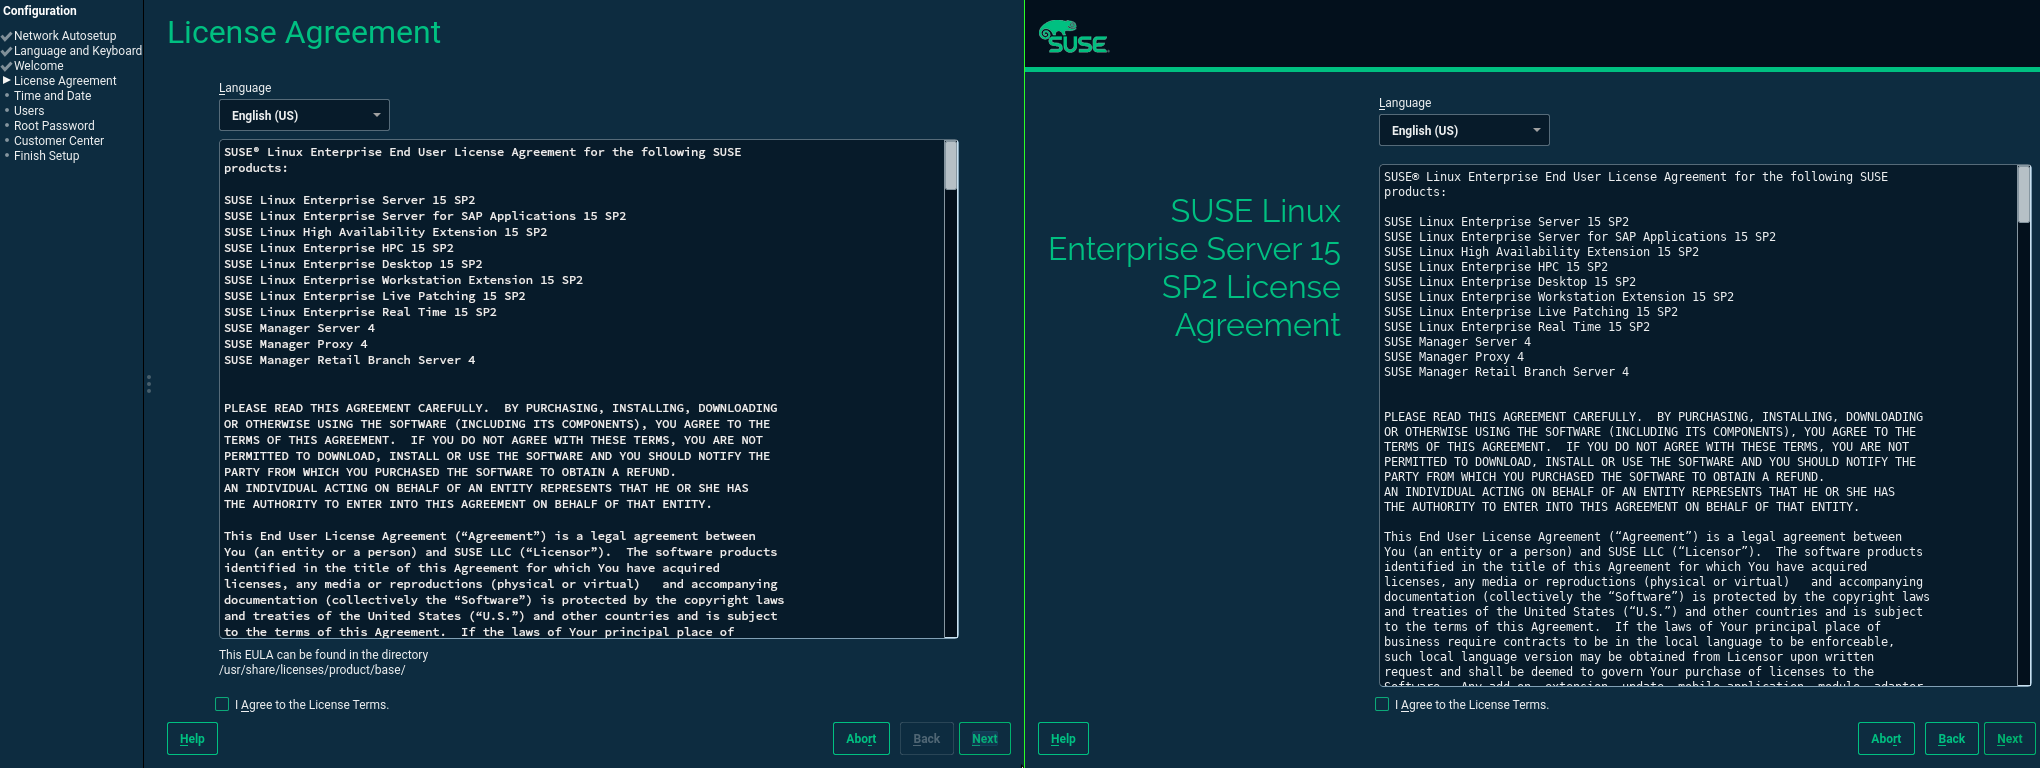 Configuration
Network Autosetup
Language and Keyboard
Welcome
License Agreement
Time and Date
Users
Root Password
Customer Center
Finish Setup
License Agreement
Language
English (US)
SUSE® Linux Enterprise End User License Agreement for the following SUSE
products:
SUSE Linux Enterprise Server 15 SP2
SUSE Linux Enterprise Server for SAP Applications 15 SP2
SUSE Linux High Availability Extension 15 SP2
SUSE Linux Enterprise HPC 15 SP2
SUSE Linux Enterprise Desktop 15 SP2
SUSE Linux Enterprise Workstation Extension 15 SP2
SUSE Linux Enterprise Live Patching 15 SP2
SUSE Linux Enterprise Real Time 15 SP2
SUSE Manager Server 4
SUSE Manager Proxy 4
SUSE Manager Retail Branch Server 4
PLEASE READ THIS AGREEMENT CAREFULLY.  BY PURCHASING, INSTALLING, DOWNLOADING
OR OTHERWISE USING THE SOFTWARE (INCLUDING ITS COMPONENTS), YOU AGREE TO THE
TERMS OF THIS AGREEMENT.  IF YOU DO NOT AGREE WITH THESE TERMS, YOU ARE NOT
PERMITTED TO DOWNLOAD, INSTALL OR USE THE SOFTWARE AND YOU SHOULD NOTIFY THE
PARTY FROM WHICH YOU PURCHASED THE SOFTWARE TO OBTAIN A REFUND.
AN INDIVIDUAL ACTING ON BEHALF OF AN ENTITY REPRESENTS THAT HE OR SHE HAS
THE AUTHORITY TO ENTER INTO THIS AGREEMENT ON BEHALF OF THAT ENTITY.
This End User License Agreement (“Agreement”) is a legal agreement between
You (an entity or a person) and SUSE LLC (“Licensor”).  The software products
identified in the title of this Agreement for which You have acquired
licenses, any media or reproductions (physical or virtual)   and accompanying
documentation (collectively the “Software”) is protected by the copyright laws
and treaties of the United States (“U.S.”) and other countries and is subject
to the terms of this Agreement.  If the laws of Your principal place of
This EULA can be found in the directory
/usr/share/licenses/product/base/
I Agree to the License Terms.
Help
Abort
Back
Next
SUSE
SUSE Linux
Enterprise Server 15
SP2 License
Agreement
Language
English (US)
SUSE® Linux Enterprise End User License Agreement for the following SUSE
products:
SUSE Linux Enterprise Server 15 SP2
SUSE Linux Enterprise Server for SAP Applications 15 SP2
SUSE Linux High Availability Extension 15 SP2
SUSE Linux Enterprise HPC 15 SP2
SUSE Linux Enterprise Desktop 15 SP2
SUSE Linux Enterprise Workstation Extension 15 SP2
SUSE Linux Enterprise Live Patching 15 SP2
SUSE Linux Enterprise Real Time 15 SP2
SUSE Manager Server 4
SUSE Manager Proxy 4
SUSE Manager Retail Branch Server 4
PLEASE READ THIS AGREEMENT CAREFULLY.  BY PURCHASING, INSTALLING, DOWNLOADING
OR OTHERWISE USING THE SOFTWARE (INCLUDING ITS COMPONENTS), YOU AGREE TO THE
TERMS OF THIS AGREEMENT.  IF YOU DO NOT AGREE WITH THESE TERMS, YOU ARE NOT
PERMITTED TO DOWNLOAD, INSTALL OR USE THE SOFTWARE AND YOU SHOULD NOTIFY THE
PARTY FROM WHICH YOU PURCHASED THE SOFTWARE TO OBTAIN A REFUND.
AN INDIVIDUAL ACTING ON BEHALF OF AN ENTITY REPRESENTS THAT HE OR SHE HAS
THE AUTHORITY TO ENTER INTO THIS AGREEMENT ON BEHALF OF THAT ENTITY.
This End User License Agreement (“Agreement”) is a legal agreement between
You (an entity or a person) and SUSE LLC (“Licensor”).  The software products
identified in the title of this Agreement for which You have acquired
licenses, any media or reproductions (physical or virtual)   and accompanying
documentation (collectively the “Software”) is protected by the copyright laws
and treaties of the United States (“U.S.”) and other countries and is subject
to the terms of this Agreement.  If the laws of Your principal place of
business require contracts to be in the local language to be enforceable,
such local language version may be obtained from Licensor upon written
request and shall be deemed to govern Your purchase of licenses to the
Software.  Any add-on, extension, update, mobile application, module, adapter
I Agree to the License Terms.
Help
Abort
Back
Next